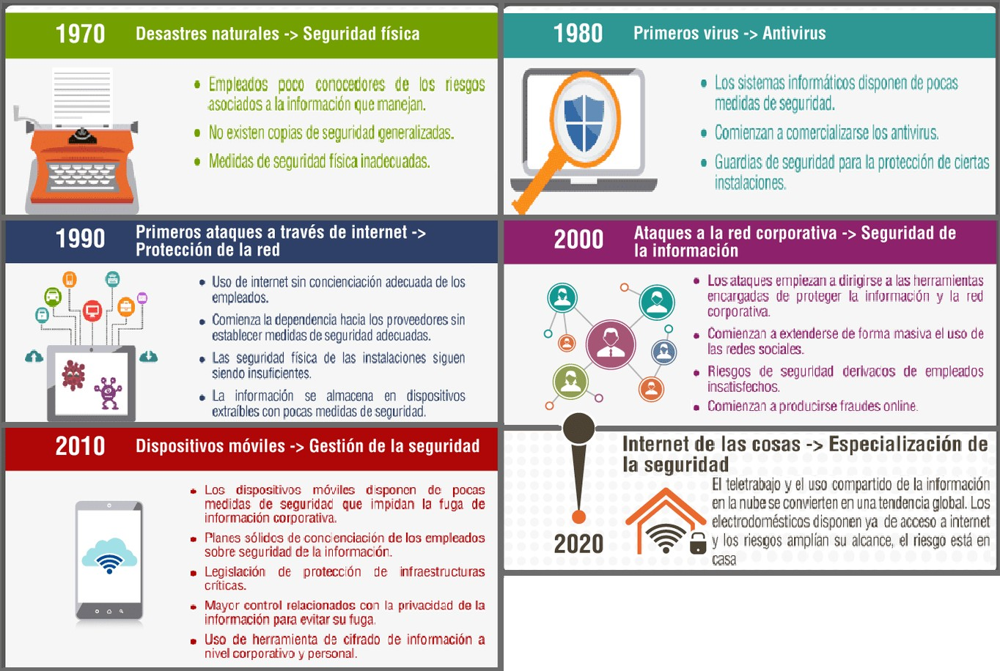 1970
Desastres naturales -> Seguridad física
• Empleados poco conocedores de los riesgos
asociados a la información que manejan.
• No existen copias de seguridad generalizadas.
• Medidas de seguridad física inadecuadas.
1980
Primeros virus -> Antivirus
• Los sistemas informáticos disponen de pocas
medidas de seguridad.
• Comienzan a comercializarse los antivirus.
• Guardias de seguridad para la protección de ciertas
instalaciones.
1990
Primeros ataques a través de internet ->
Protección de la red
• Uso de internet sin concienciación adecuada de los
empleados.
• Comienza la dependencia hacia los proveedores sin
establecer medidas de seguridad adecuadas.
• Las seguridad física de las instalaciones siguen
siendo insuficientes.
• La información se almacena en dispositivos
extraíbles con pocas medidas de seguridad.
2000
Ataques a la red corporativa -> Seguridad de
la información
• Los ataques empiezan a dirigirse a las herramientas
encargadas de proteger la información y la red
corporativa.
• Comienzan a extenderse de forma masiva el uso de
las redes sociales.
• Riesgos de seguridad derivados de empleados
insatisfechos.
• Comienzan a producirse fraudes online.
2010
Dispositivos móviles -> Gestión de la seguridad
• Los dispositivos móviles disponen de pocas
medidas de seguridad que impidan la fuga de
información corporativa.
• Planes sólidos de concienciación de los empleados
sobre seguridad de la información.
• Legislación de protección de infraestructuras
críticas.
• Mayor control relacionados con la privacidad de la
información para evitar su fuga.
• Uso de herramienta de cifrado de información a
nivel corporativo y personal.
Internet de las cosas -> Especialización de
la seguridad
El teletrabajo y el uso compartido de la información
en la nube se convierten en una tendencia global. Los
electrodomésticos disponen ya de acceso a internet
y los riesgos amplían su alcance, el riesgo está en
casa
2020